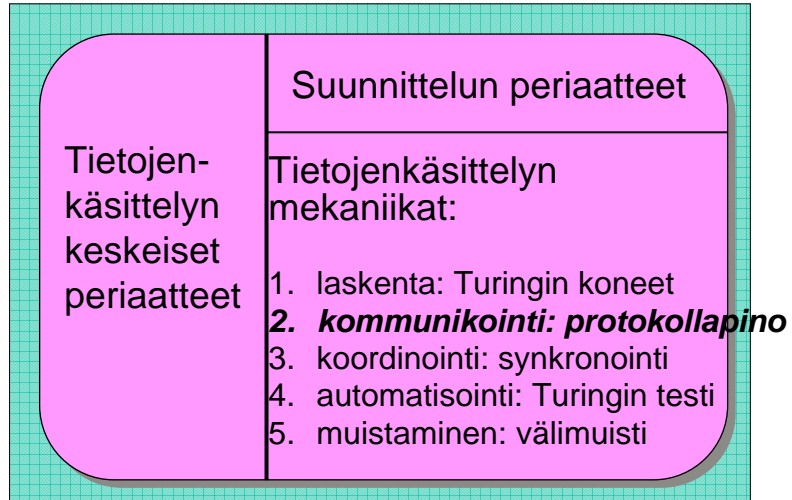 Tietojen-
käsittelyn
keskeiset
periaatteet
Suunnittelun periaatteet
Tietojenkäsittelyn
mekaniikat:
1. laskenta: Turingin koneet
2. kommunikointi: protokollapino
3. koordinointi: synkronointi
4. automatisointi: Turingin testi
5. muistaminen: välimuisti